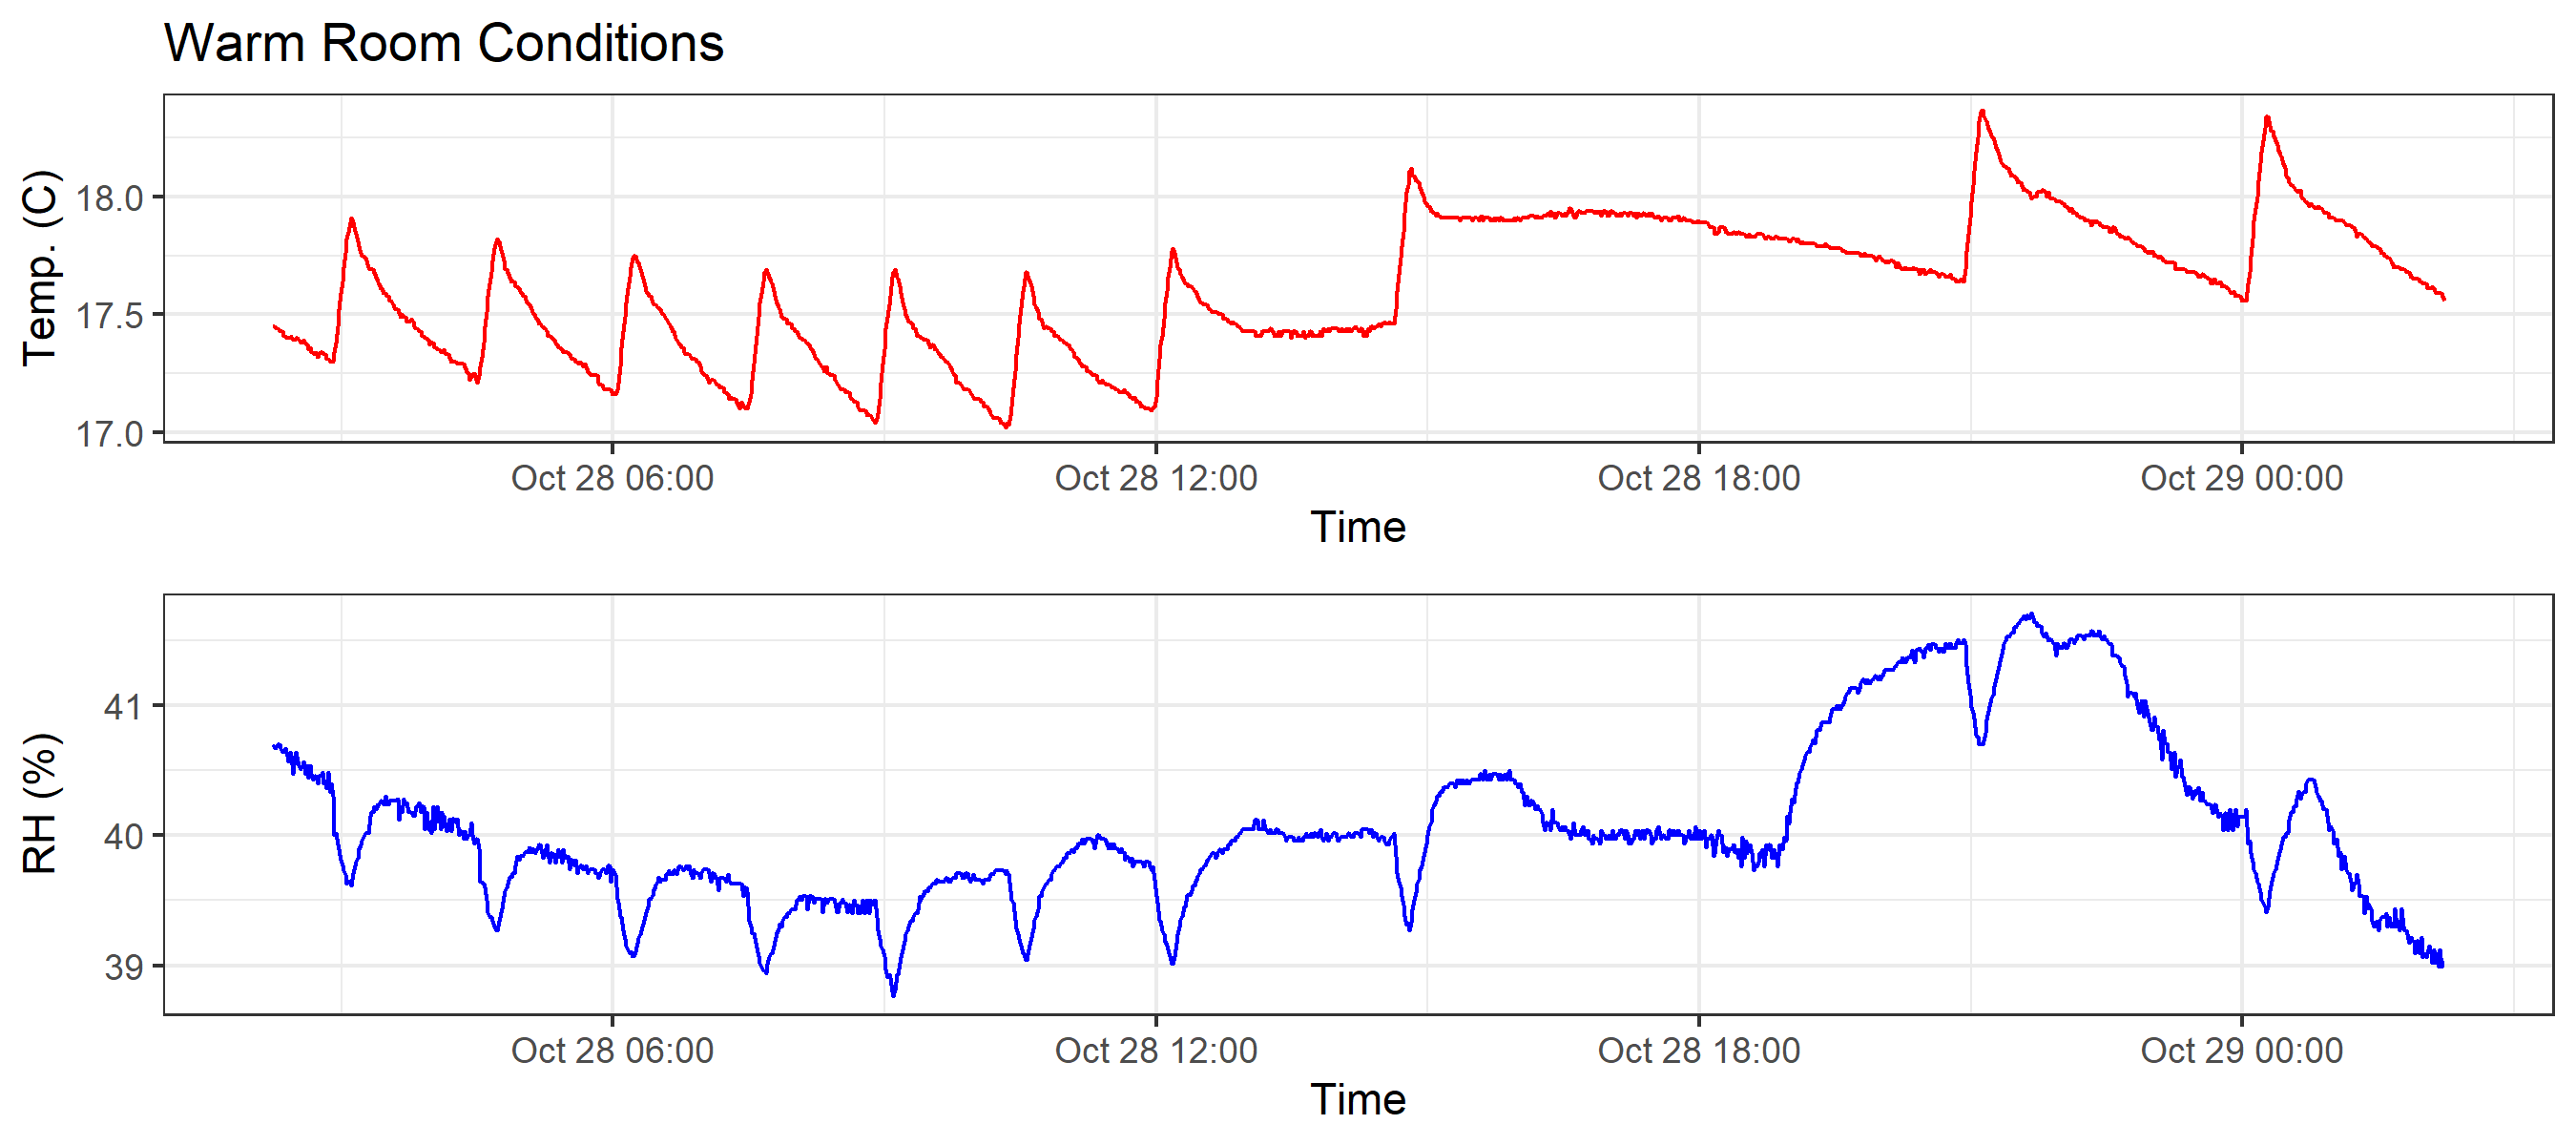 Warm Room Conditions
Temp. (C)
18.0
17.5
17.0
Oct 28 06:00 Oct 28 12:00 Oct 28 18:00 Oct 29 00:00
Time
RH (%)
41
40
39
Oct 28 06:00 Oct 28 12:00 Oct 28 18:00 Oct 29 00:00
Time